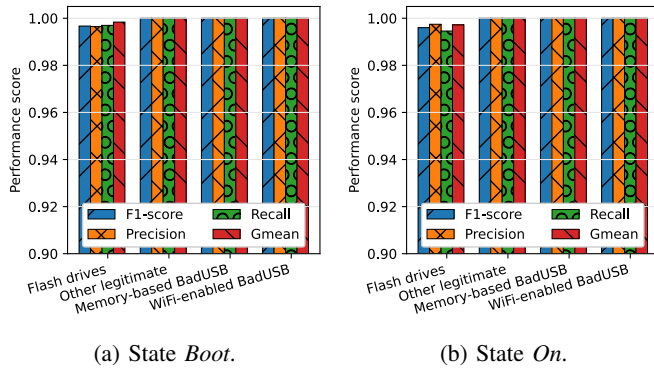 1.00
0.98
0.96
0.94
0.92
0.90
Performance score
F1-score
Recall
Precision
Gmean
Flash drives
Other legitimate
Memory-based BadUSB
WiFi-enabled BadUSB
(a) State Boot.
1.00
0.98
0.96
0.94
0.92
0.90
Performance score
F1-score
Recall
Precision
Gmean
Flash drives
Other legitimate
Memory-based BadUSB
WiFi-enabled BadUSB
(b) State On.